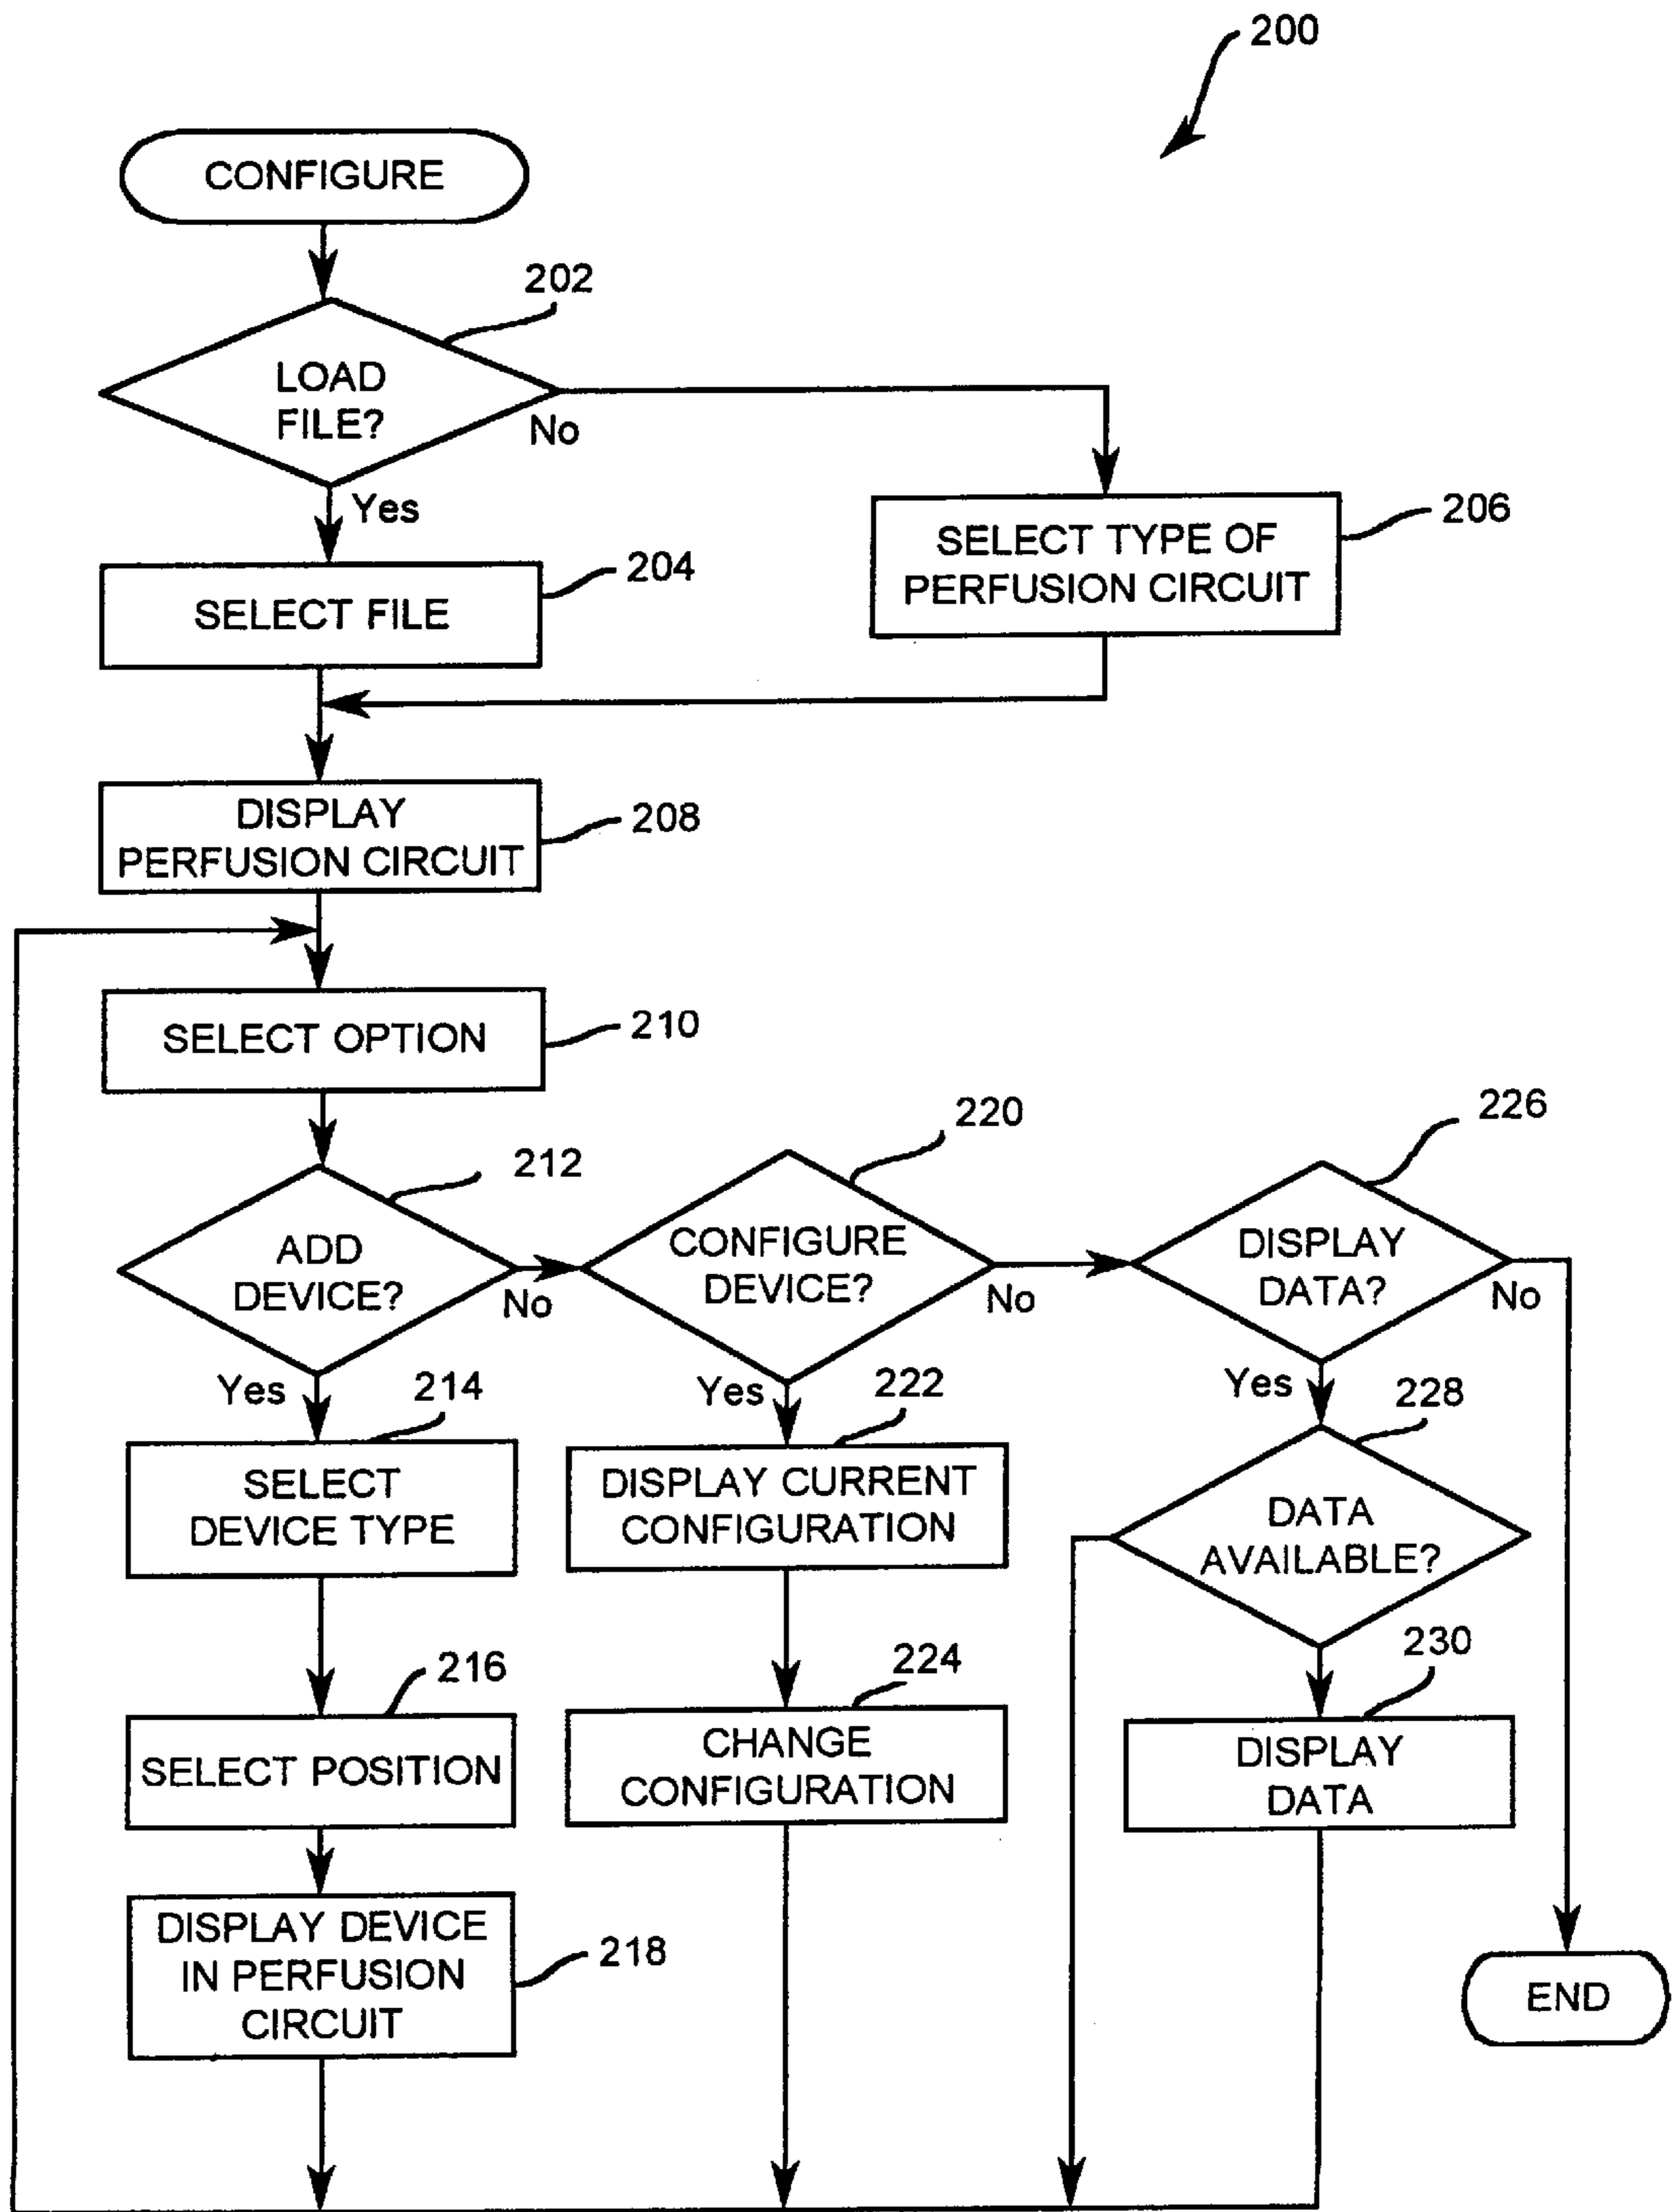 200
CONFIGURE
202
LOAD
FILE?
No
Yes
206
SELECT TYPE OF
PERFUSION CIRCUIT
204
SELECT FILE
208
DISPLAY
PERFUSION CIRCUIT
210
SELECT OPTION
212
ADD
DEVICE?
No
Yes
220
CONFIGURE
DEVICE?
No
Yes
226
DISPLAY
DATA?
No
Yes
214
SELECT
DEVICE TYPE
222
DISPLAY CURRENT
CONFIGURATION
228
DATA
AVAILABLE?
216
SELECT POSITION
224
CHANGE
CONFIGURATION
230
DISPLAY
DATA
218
DISPLAY DEVICE
IN PERFUSION
CIRCUIT
END